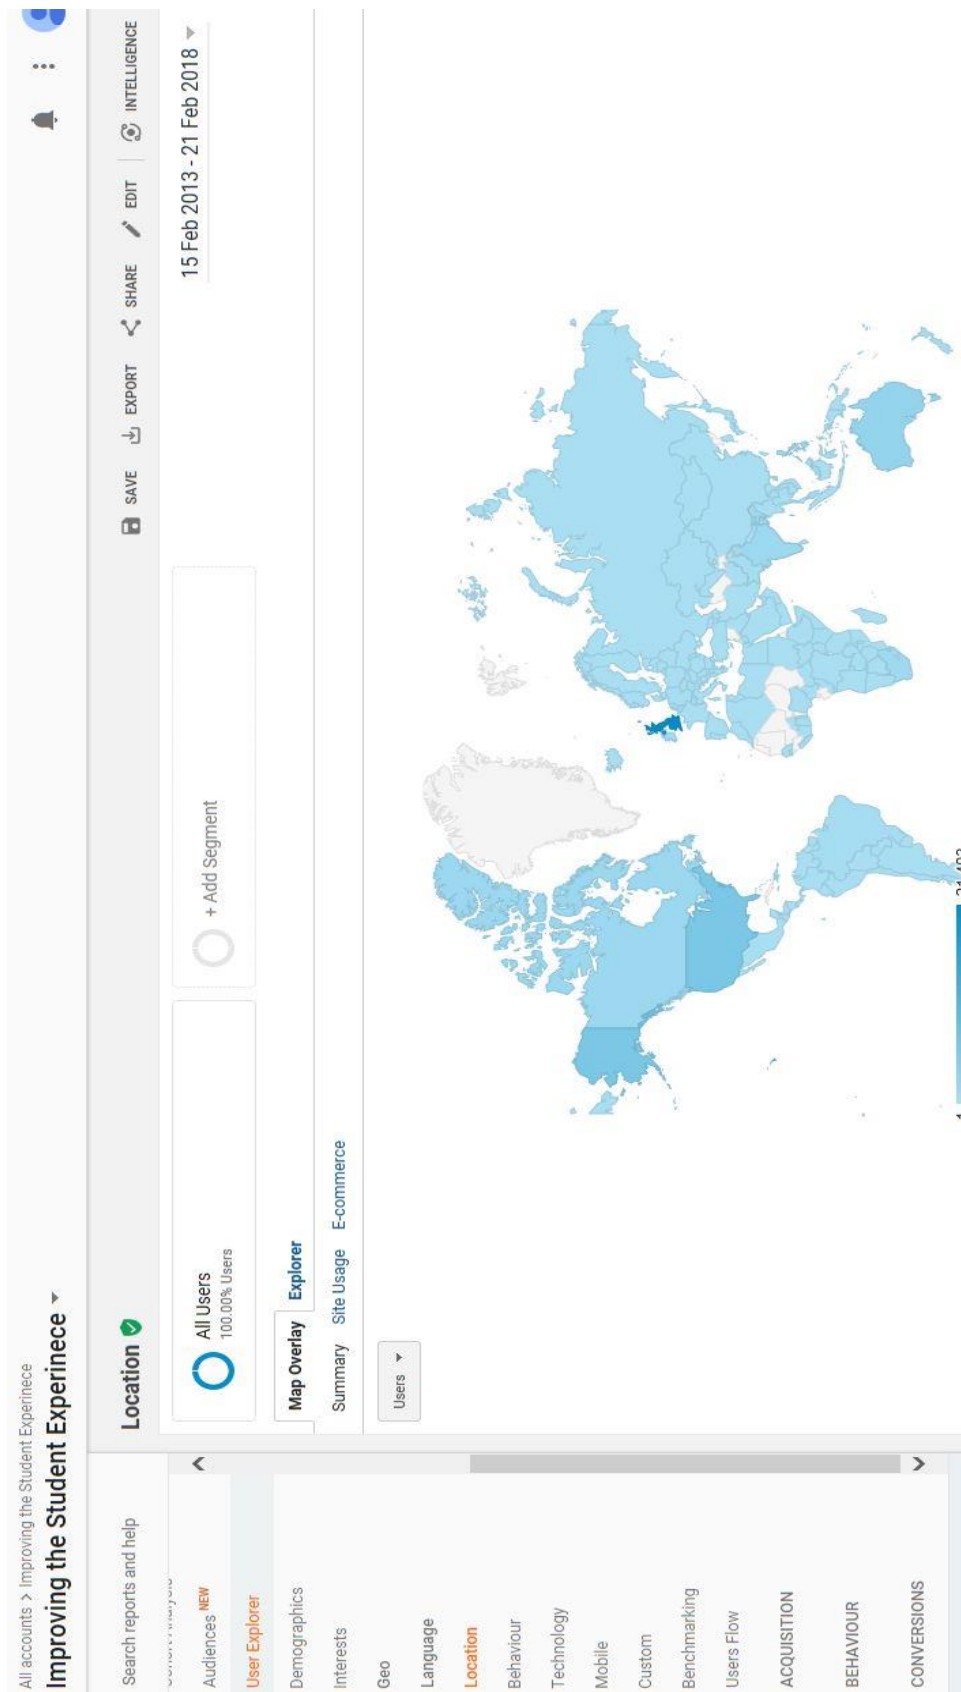 All accounts > Improving the Student Experinece
Improving the Student Experinece
Search reports and help
Audiences NEW
User Explorer
Demographics
Interests
Geo
Language
Location
Behaviour
Technology
Mobile
Custom
Benchmarking
Users Flow
ACQUISITION
BEHAVIOUR
CONVERSIONS
Location
SAVE
EXPORT
SHARE
EDIT
INTELLIGENCE
All Users
100.00% Users
+ Add Segment
15 Feb 2013 - 21 Feb 2018
Map Overlay
Explorer
Summary
Site Usage
E-commerce
Users